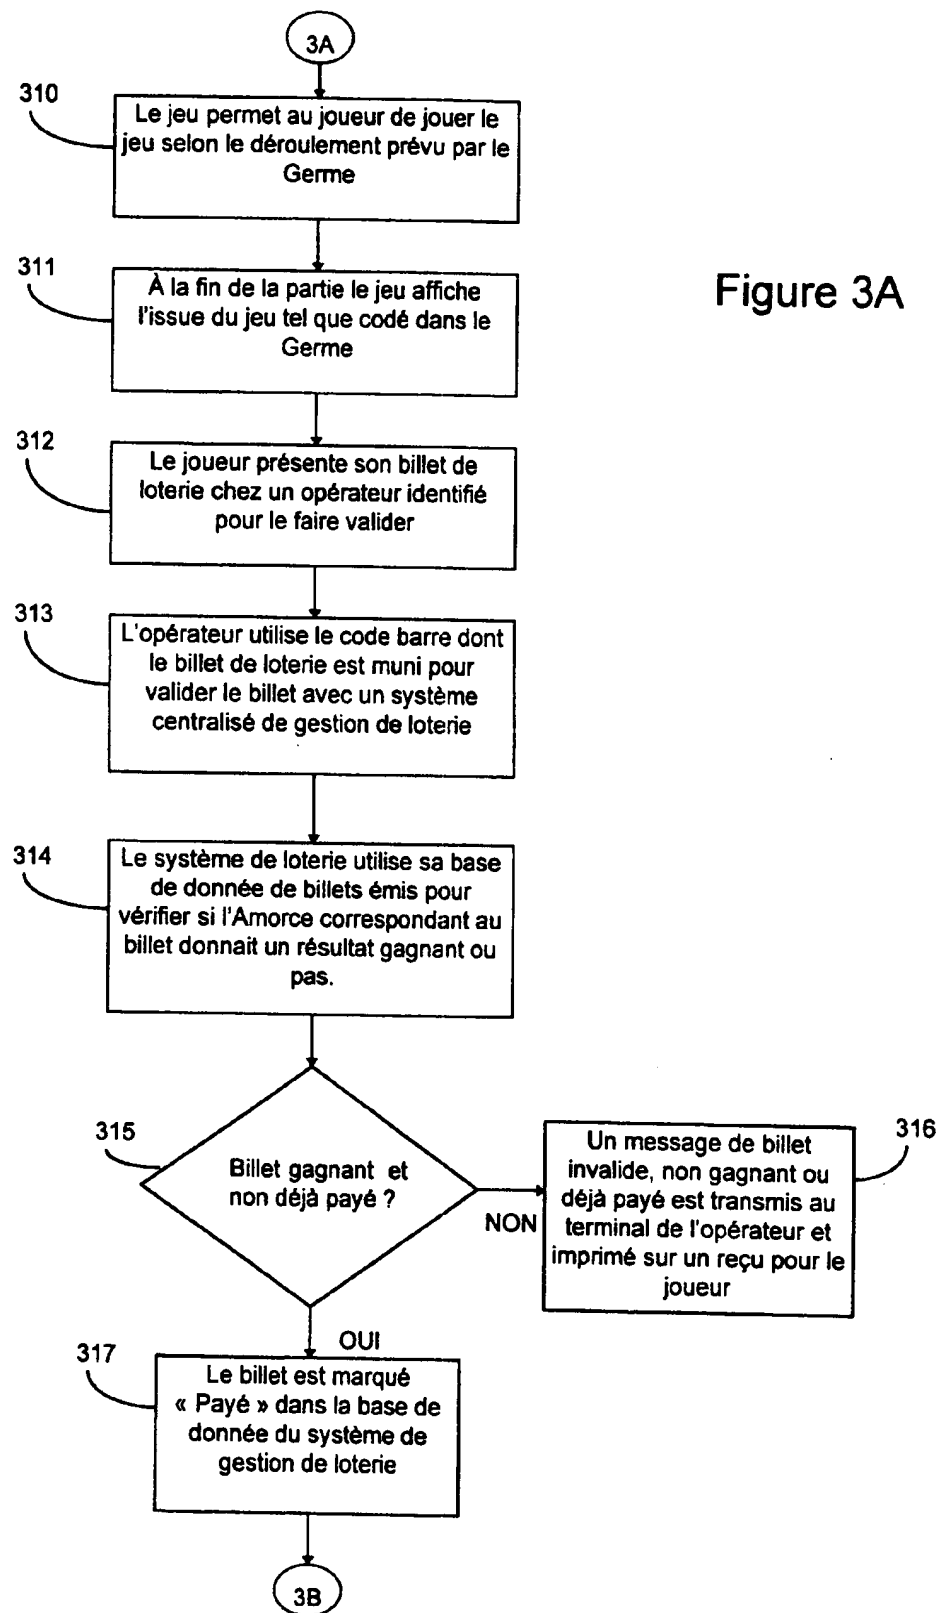 3A
310
Le jeu permet au joueur de jouer le
jeu selon le déroulement prévu par le
Germe
311
À la fin de la partie le jeu affiche
l'issue du jeu tel que codé dans le
Germe
Figure 3A
312
Le joueur présente son billet de
loterie chez un opérateur identifié
pour le faire valider
313
L'opérateur utilise le code barre dont
le billet de loterie est muni pour
valider le billet avec un système
centralisé de gestion de loterie
314
Le système de loterie utilise sa base
de donnée de billets émis pour
vérifier si l'Amorce correspondant au
billet donnait un résultat gagnant ou
pas.
315
Billet gagnant et
non déjà payé ?
NON
316
Un message de billet
invalide, non gagnant ou
déjà payé est transmis au
terminal de l'opérateur et
imprimé sur un reçu pour le
joueur
OUI
317
Le billet est marqué
« Payé » dans la base de
donnée du système de
gestion de loterie
3B